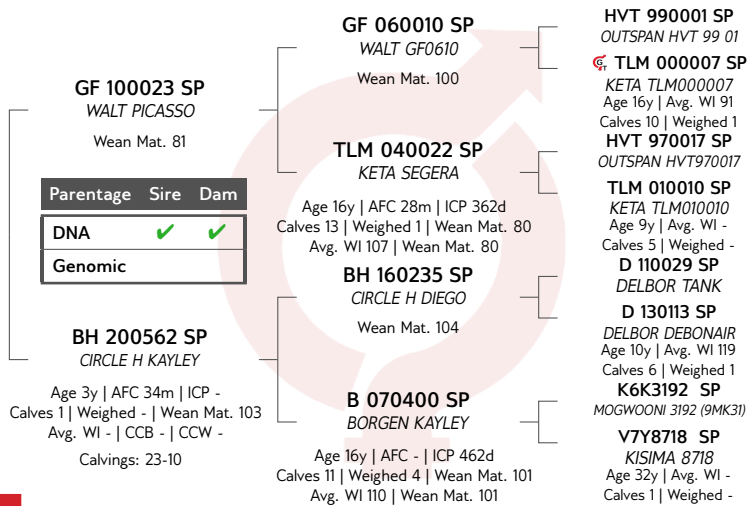 GF 100023 SP
WALT PICASSO
Wean Mat. 81
Parentage Sire Dam
DNA ✔ ✔
Genomic
BH 200562 SP
CIRCLE H KAYLEY
Age 3y | AFC 34m | ICP -
Calves 1 | Weighed - | Wean Mat. 103
Avg. WI - | CCB - | CCW -
Calvings: 23-10
GF 060010 SP
WALT GF0610
Wean Mat. 100
TLM 040022 SP
KETA SEGERA
Age 16y | AFC 28m | ICP 362d
Calves 13 | Weighed 1 | Wean Mat. 80
Avg. WI 107 | Wean Mat. 80
BH 160235 SP
CIRCLE H DIEGO
Wean Mat. 104
B 070400 SP
BORGEN KAYLEY
Age 16y | AFC - | ICP 462d
Calves 11 | Weighed 4 | Wean Mat. 101
Avg. WI 110 | Wean Mat. 101
HVT 990001 SP
OUTSPAN HVT 99 01
GT TLM 000007 SP
KETA TLM000007
Age 16y | Avg. WI 91
Calves 10 | Weighed 1
HVT 970017 SP
OUTSPAN HVT970017
TLM 010010 SP
KETA TLM010010
Age 9y | Avg. WI -
Calves 5 | Weighed -
D 110029 SP
DELBOR TANK
D 130113 SP
DELBOR DEBONAIR
Age 10y | Avg. WI 119
Calves 6 | Weighed 1
K6K3192 SP
MOGWOONI 3192 (9MK31)
V7Y8718 SP
KISIMA 8718
Age 32y | Avg. WI -
Calves 1 | Weighed -